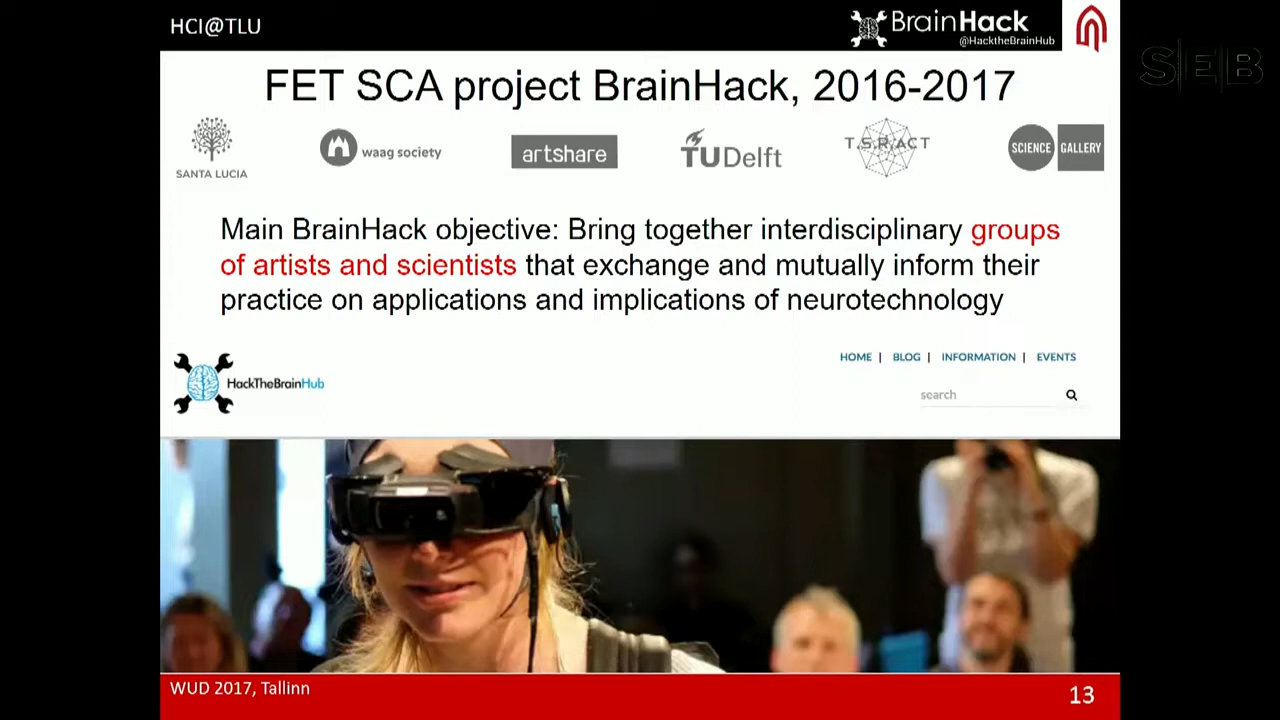 HCI@TLU
BrainHack
@HacktheBrainHub
SEB
FET SCA project BrainHack, 2016-2017
SANTA LUCIA
waag society
artshare
TUDelft
T.S.R.ACT
SCIENCE GALLERY
Main BrainHack objective: Bring together interdisciplinary groups
of artists and scientists that exchange and mutually inform their
practice on applications and implications of neurotechnology
HOME | BLOG | INFORMATION | EVENTS
HackTheBrainHub
search
WUD 2017, Tallinn
13